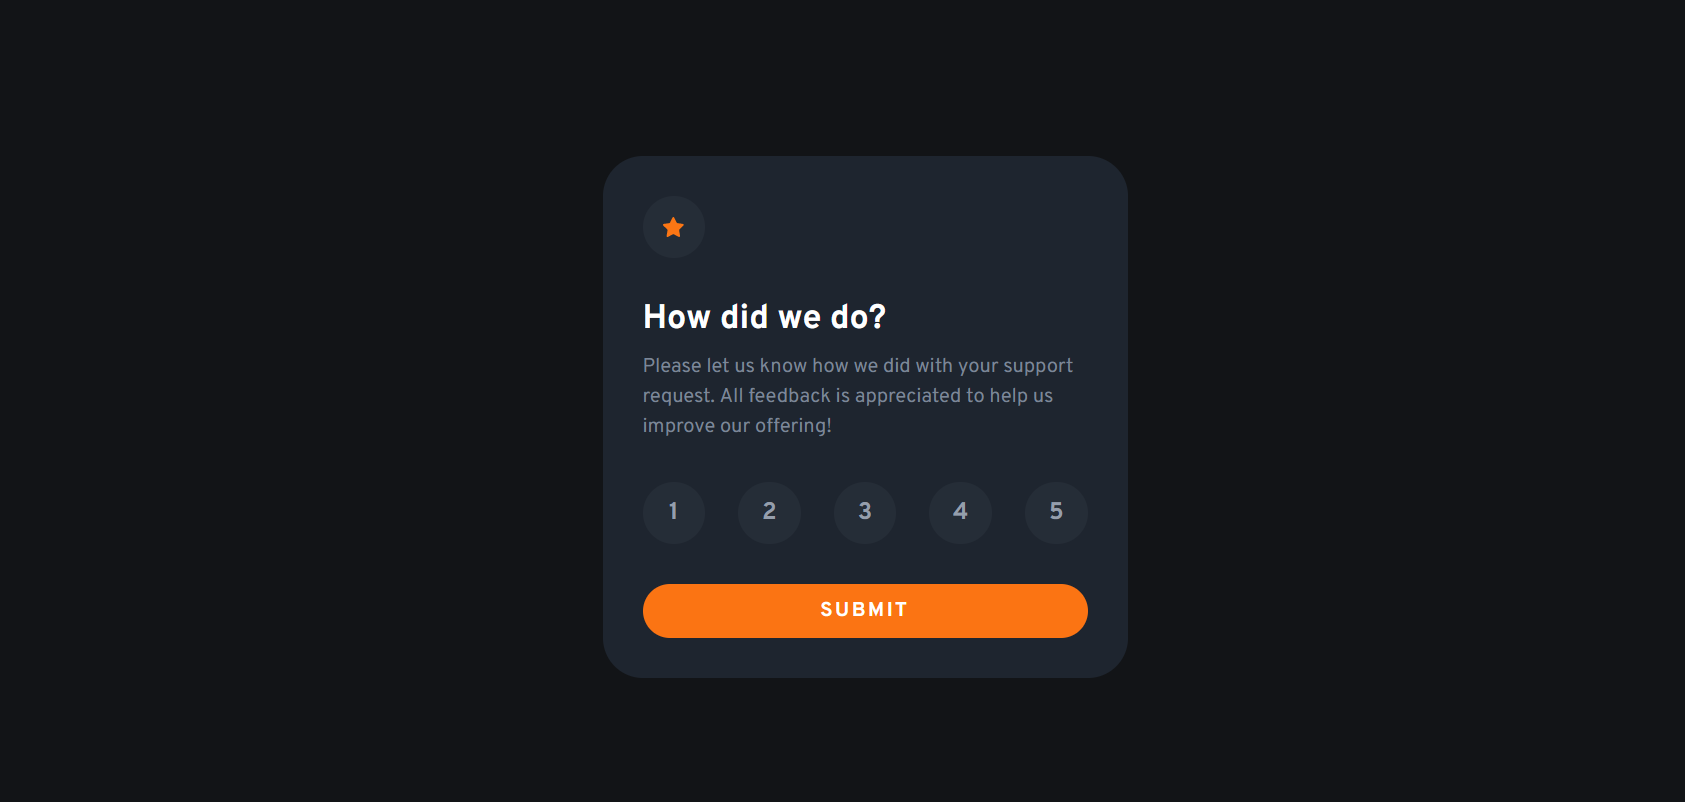 How did we do?
Please let us know how we did with your support
request. All feedback is appreciated to help us
improve our offering!
1 2 3 4 5
SUBMIT